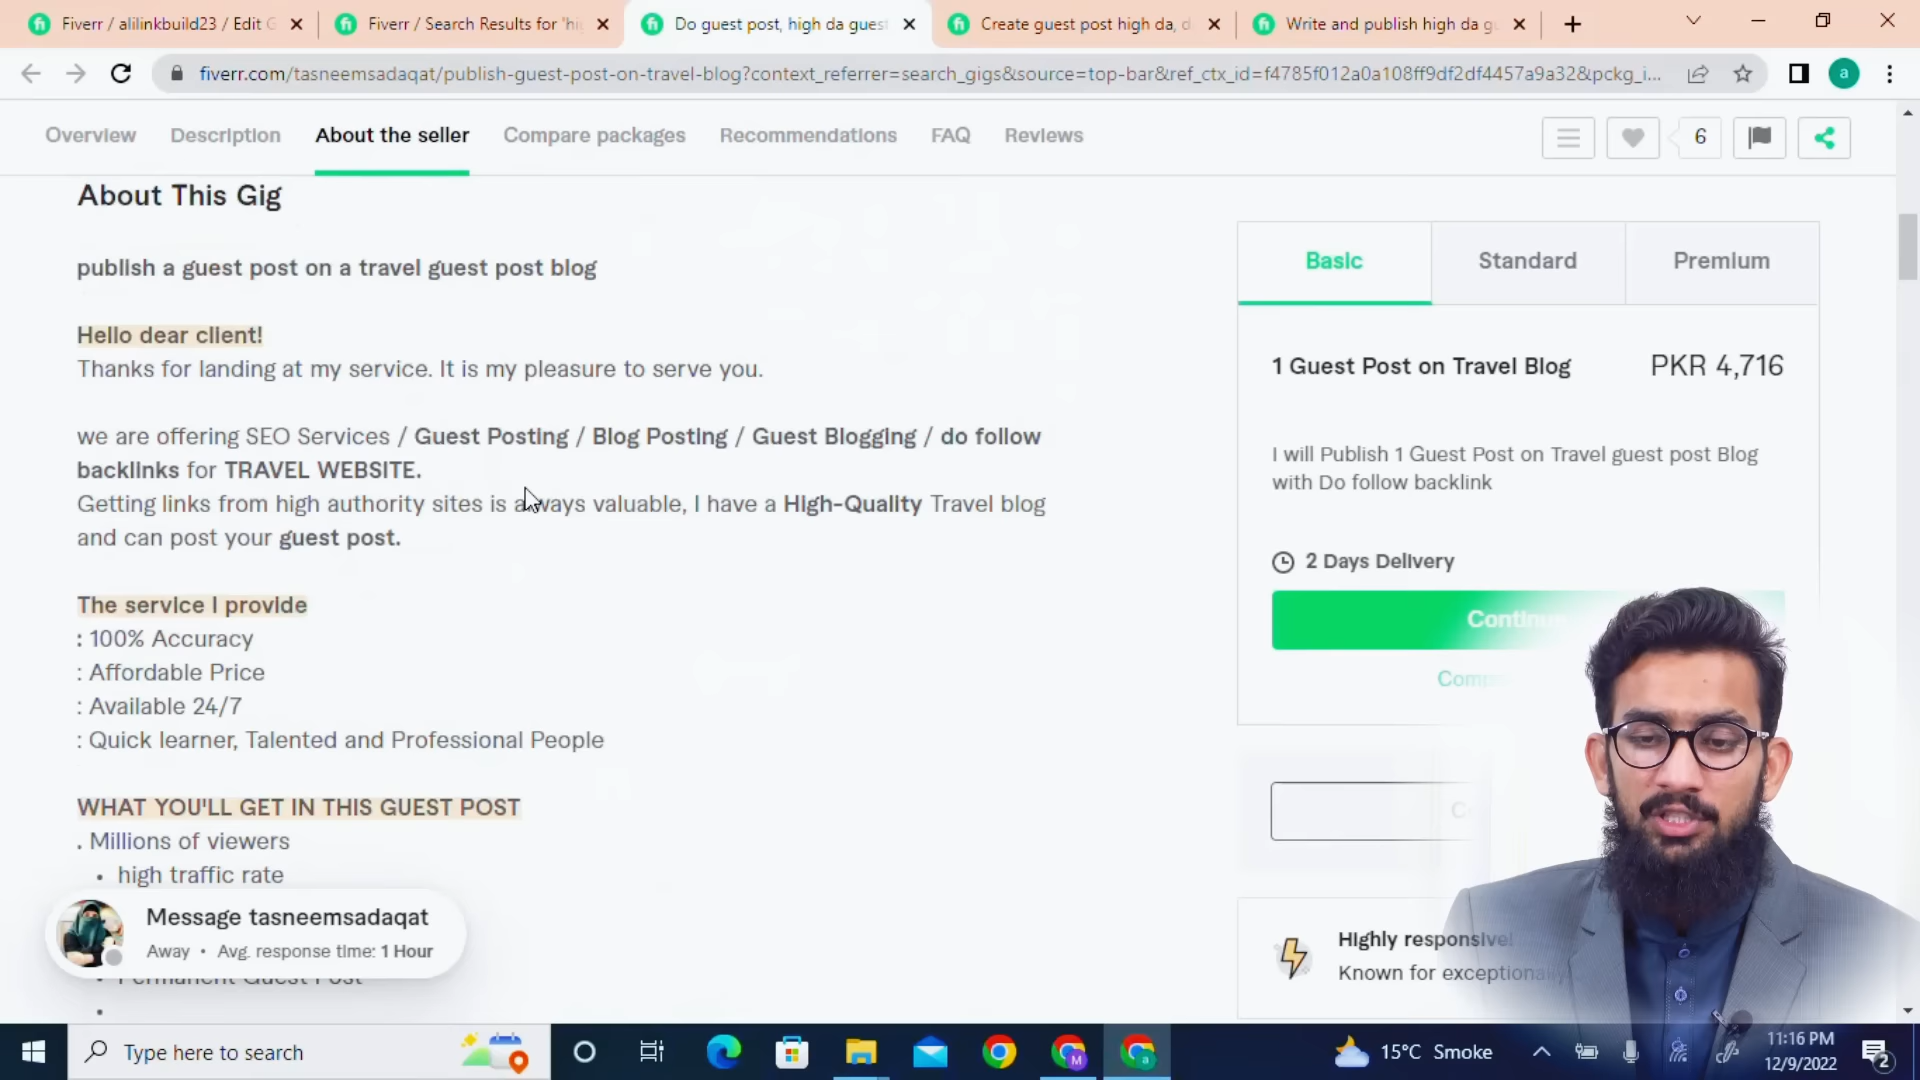 Fiverr / alilinkbuild23 / Edit G
Fiverr / Search Results for 'hi
Do guest post, high da guest
Create guest post high da, d
Write and publish high da g
fiverr.com/tasneemsadaqat/publish-guest-post-on-travel-blog?context_referrer=search_gigs&source=top-bar&ref_ctx_id=f4785f012a0a108ff9df2df4457a9a32&pckg_i...
a
Overview
Description
About the seller
Compare packages
Recommendations
FAQ
Reviews
6
About This Gig
publish a guest post on a travel guest post blog
Hello dear client!
Thanks for landing at my service. It is my pleasure to serve you.
we are offering SEO Services / Guest Posting / Blog Posting / Guest Blogging / do follow
backlinks for TRAVEL WEBSITE.
Getting links from high authority sites is always valuable, I have a High-Quality Travel blog
and can post your guest post.
The service I provide
: 100% Accuracy
: Affordable Price
: Available 24/7
: Quick learner, Talented and Professional People
WHAT YOU'LL GET IN THIS GUEST POST
. Millions of viewers
• high traffic rate
• Permanent Guest Post
•
Message tasneemsadaqat
Away • Avg. response time: 1 Hour
Basic
Standard
Premium
1 Guest Post on Travel Blog
PKR 4,716
I will Publish 1 Guest Post on Travel guest post Blog
with Do follow backlink
2 Days Delivery
Continu
Comp
Highly responsive!
Known for exceptiona
Type here to search
15°C Smoke
11:16 PM
12/9/2022
2